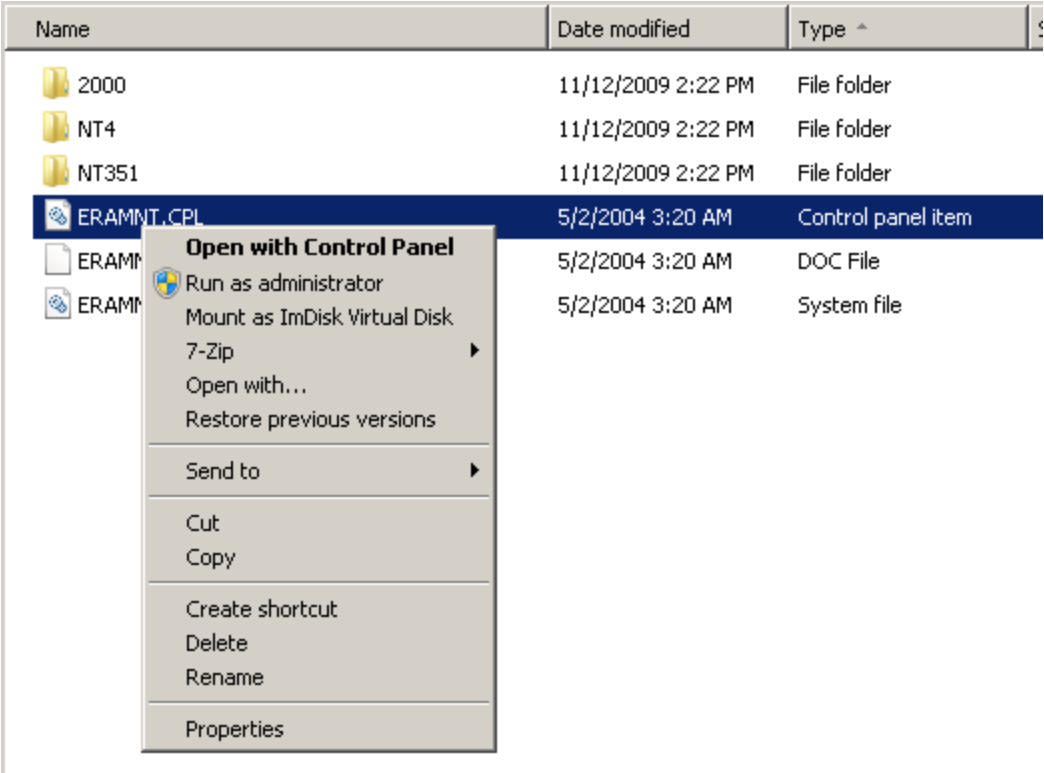 Name Date modified Type
2000 11/12/2009 2:22 PM File folder
NT4 11/12/2009 2:22 PM File folder
NT351 11/12/2009 2:22 PM File folder
ERAMNT.CPL 5/2/2004 3:20 AM Control panel item
5/2/2004 3:20 AM DOC File
5/2/2004 3:20 AM System file
Open with Control Panel
Run as administrator
Mount as ImDisk Virtual Disk
7-Zip
Open with...
Restore previous versions
Send to
Cut
Copy
Create shortcut
Delete
Rename
Properties